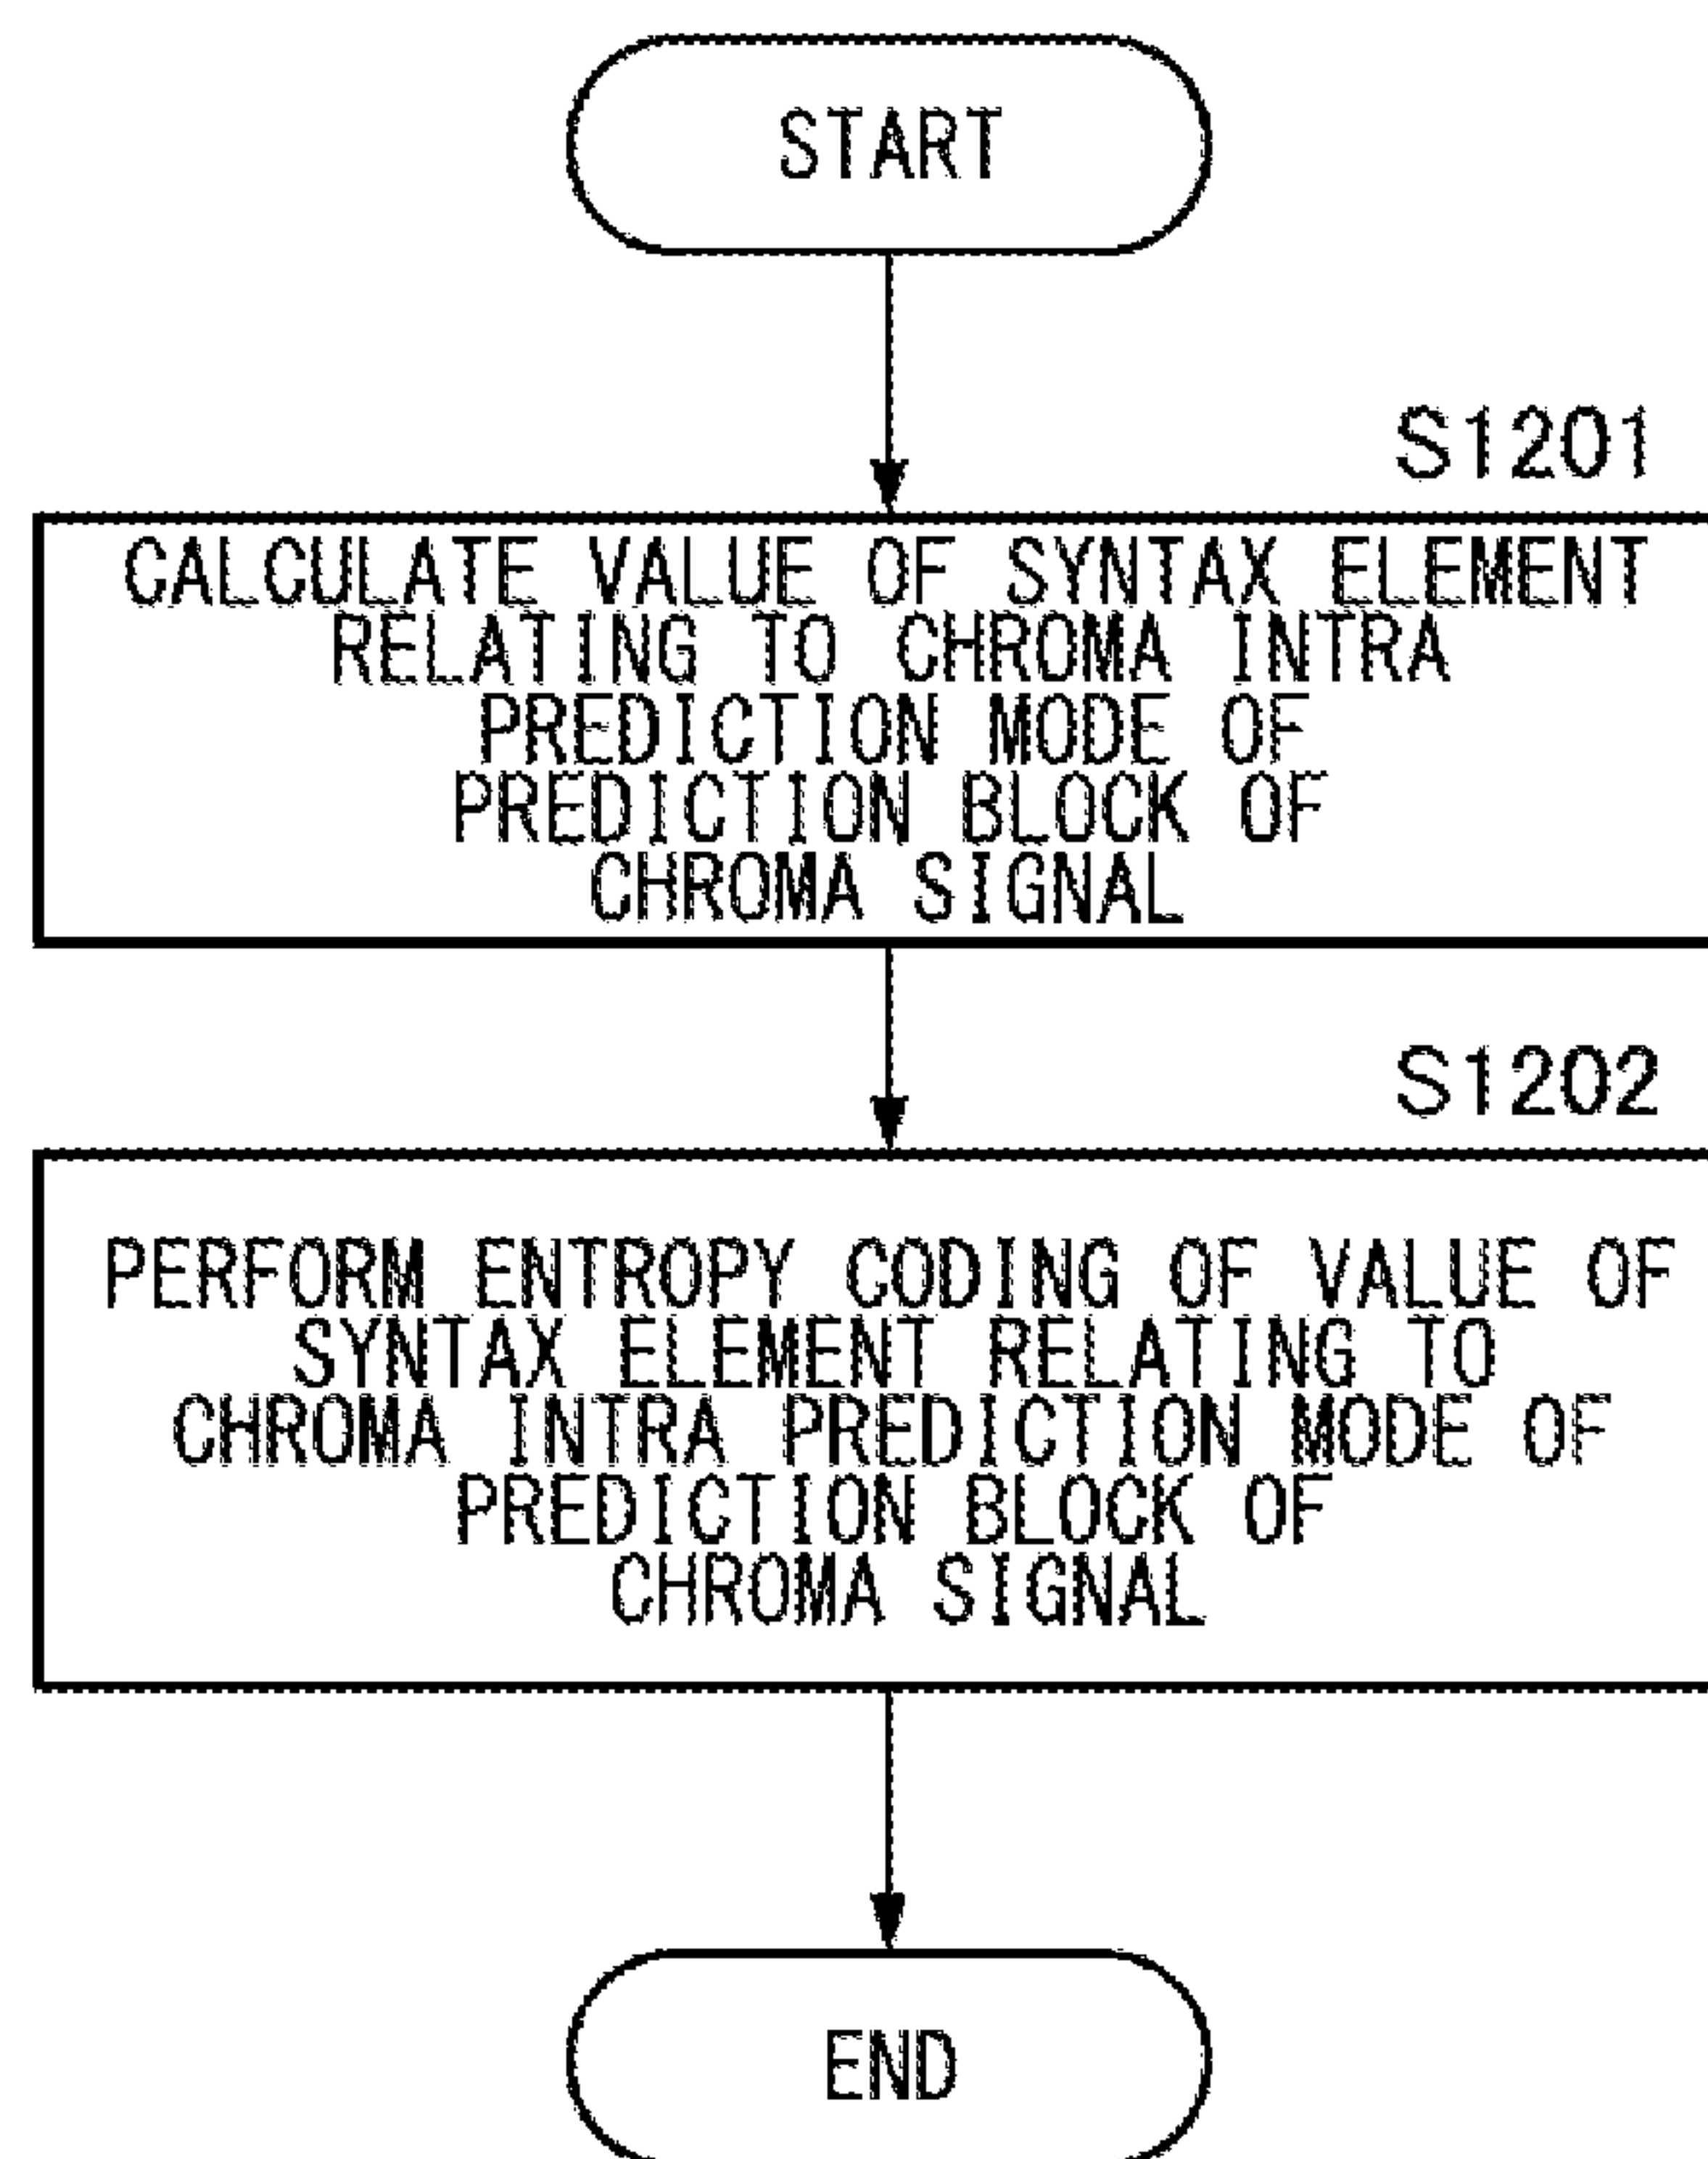 START
S1201
CALCULATE VALUE OF SYNTAX ELEMENT
RELATING TO CHROMA INTRA
PREDICTION MODE OF
PREDICTION BLOCK OF
CHROMA SIGNAL
S1202
PERFORM ENTROPY CODING OF VALUE OF
SYNTAX ELEMENT RELATING TO
CHROMA INTRA PREDICTION MODE OF
PREDICTION BLOCK OF
CHROMA SIGNAL
END